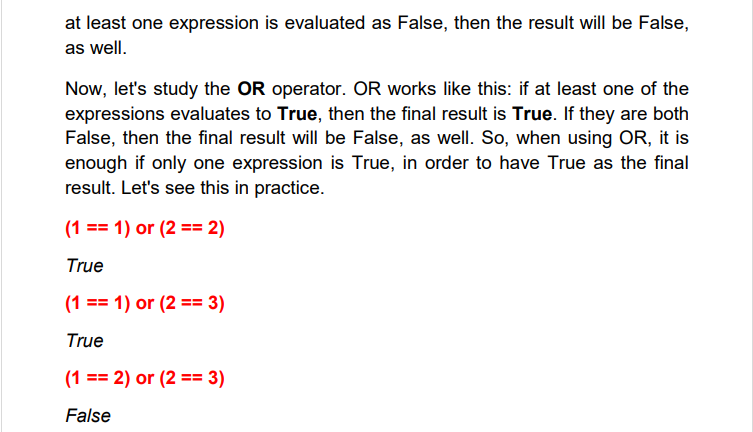 at least one expression is evaluated as False, then the result will be False,
as well.
Now, let's study the OR operator. OR works like this: if at least one of the
expressions evaluates to True, then the final result is True. If they are both
False, then the final result will be False, as well. So, when using OR, it is
enough if only one expression is True, in order to have True as the final
result. Let's see this in practice.
(1 == 1) or (2 == 2)
True
(1 == 1) or (2 == 3)
True
(1 == 2) or (2 == 3)
False